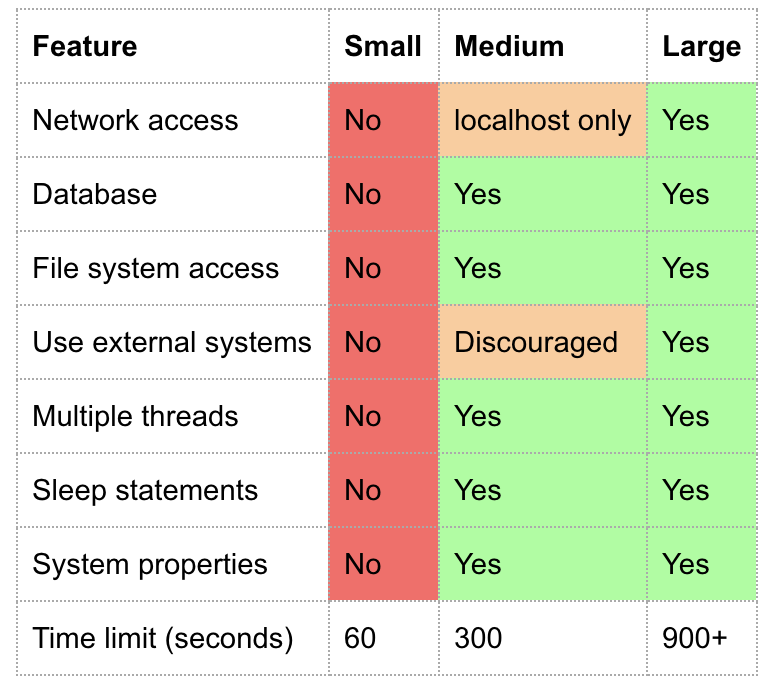 Feature Small Medium Large
Network access No localhost only Yes
Database No Yes Yes
File system access No Yes Yes
Use external systems No Discouraged Yes
Multiple threads No Yes Yes
Sleep statements No Yes Yes
System properties No Yes Yes
Time limit (seconds) 60 300 900+